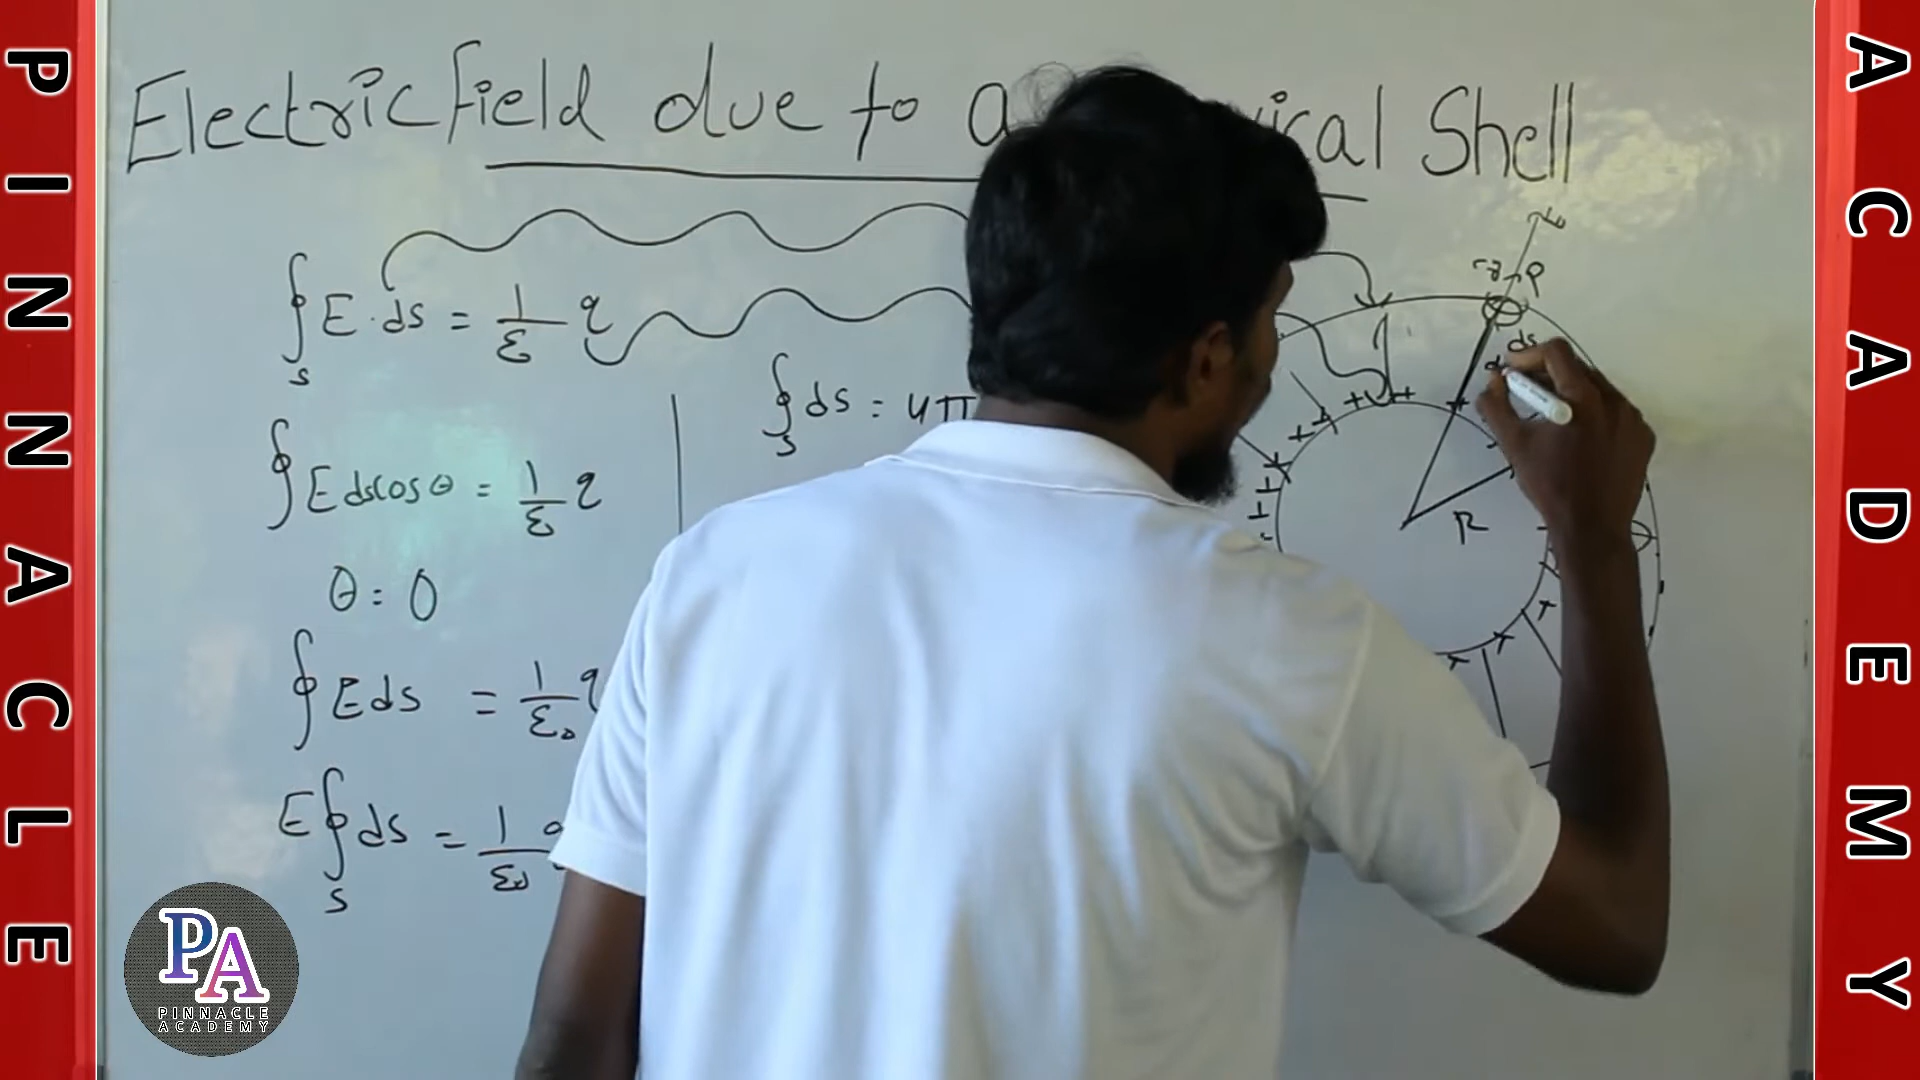 PINNACLE
Electric field due to a ical Shell
∮ E · ds = 1/ε q
s
∮ E ds cos θ = 1/ε q
θ = 0
∮ E ds = 1/ε₀ q
E ∮ ds = 1/ε₀
s
∮ ds = 4π
s
P
ds
R
PA
PINNACLE
ACADEMY
ACADEMY